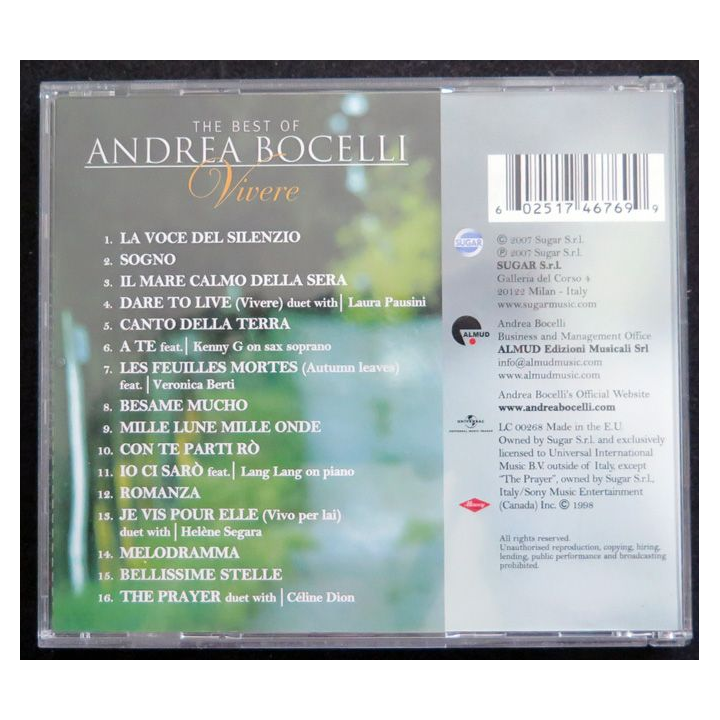 THE BEST OF
ANDREA BOCELLI
Vivere
1. LA VOCE DEL SILENZIO
2. SOGNO
3. IL MARE CALMO DELLA SERA
4. DARE TO LIVE (Vivere) duet with | Laura Pausini
5. CANTO DELLA TERRA
6. A TE feat. | Kenny G on sax soprano
7. LES FEUILLES MORTES (Autumn leaves)
feat. | Veronica Berti
8. BESAME MUCHO
9. MILLE LUNE MILLE ONDE
10. CON TE PARTI RÒ
11. IO CI SARÒ feat. | Lang Lang on piano
12. ROMANZA
13. JE VIS POUR ELLE (Vivo per lai)
duet with | Helène Segara
14. MELODRAMMA
15. BELLISSIME STELLE
16. THE PRAYER duet with | Céline Dion
6 02517 46769 9
SUGAR
© 2007 Sugar S.r.l.
℗ 2007 Sugar S.r.l.
SUGAR S.r.l.
Galleria del Corso 4
20122 Milan - Italy
www.sugarmusic.com
ALMUD
Andrea Bocelli
Business and Management Office
ALMUD Edizioni Musicali Srl
info@almudmusic.com
www.almudmusic.com
Andrea Bocelli's Official Website
www.andreabocelli.com
UNIVERSAL
LC 00268 Made in the E.U
Owned by Sugar S.r.l. and exclusively
licensed to Universal International
Music B.V. outside of Italy, except
"The Prayer", owned by Sugar S.r.l.,
Italy/Sony Music Entertainment
(Canada) Inc. © 1998
All rights reserved.
Unauthorised reproduction, copying, hiring,
lending, public performance and broadcasting
prohibited.